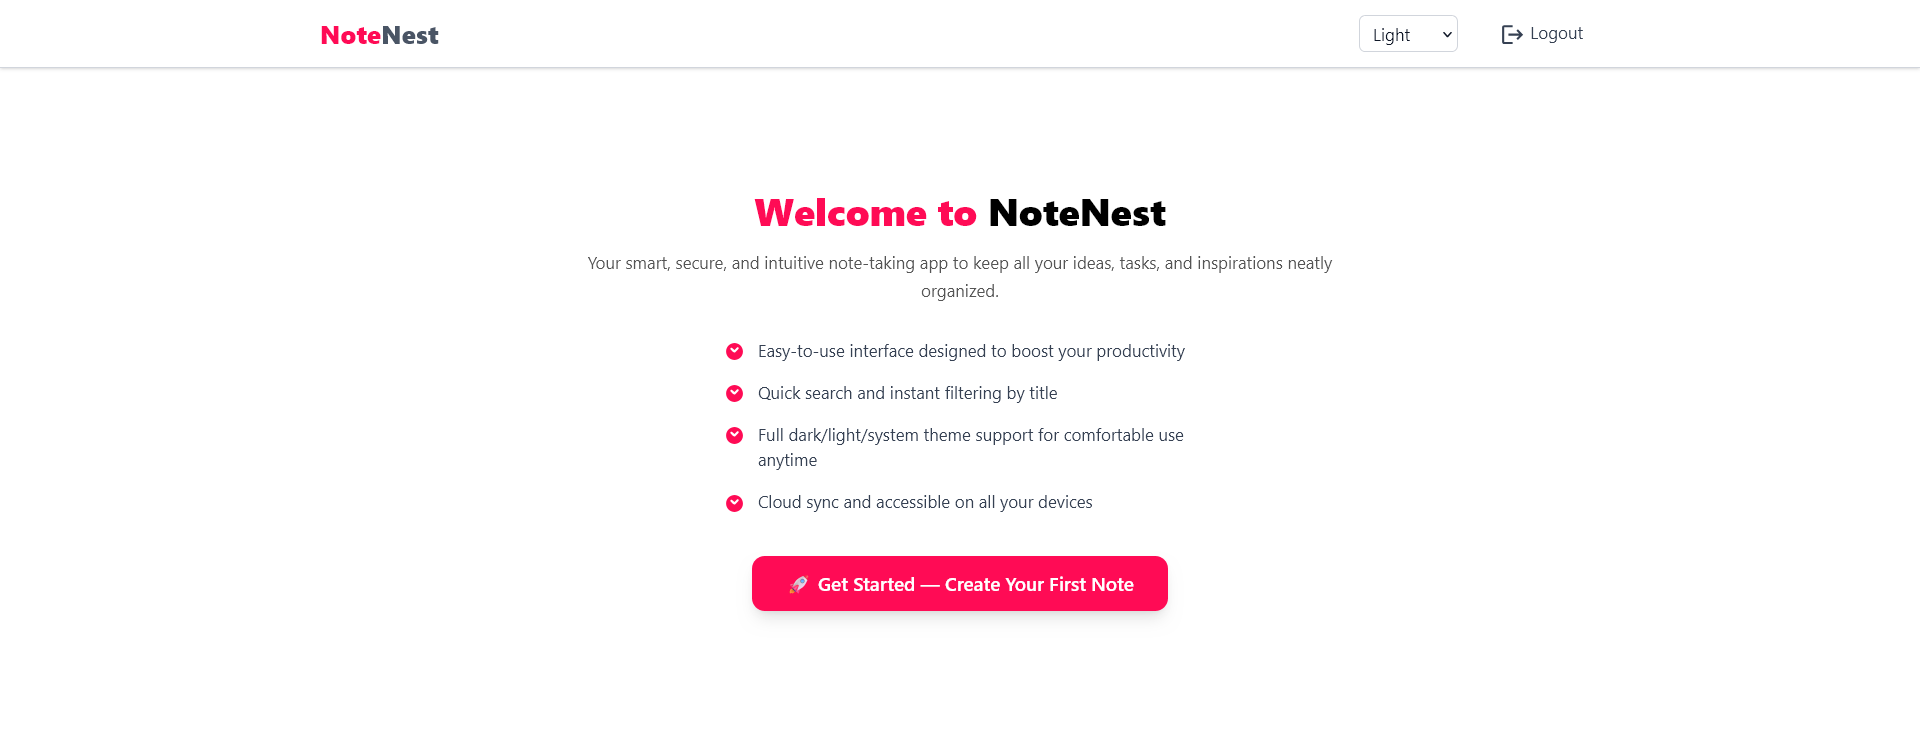 NoteNest
Light
Logout
Welcome to NoteNest
Your smart, secure, and intuitive note-taking app to keep all your ideas, tasks, and inspirations neatly
organized.
Easy-to-use interface designed to boost your productivity
Quick search and instant filtering by title
Full dark/light/system theme support for comfortable use
anytime
Cloud sync and accessible on all your devices
🚀 Get Started — Create Your First Note